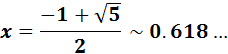 x = (-1 + √5)/2 ~ 0.618 ...